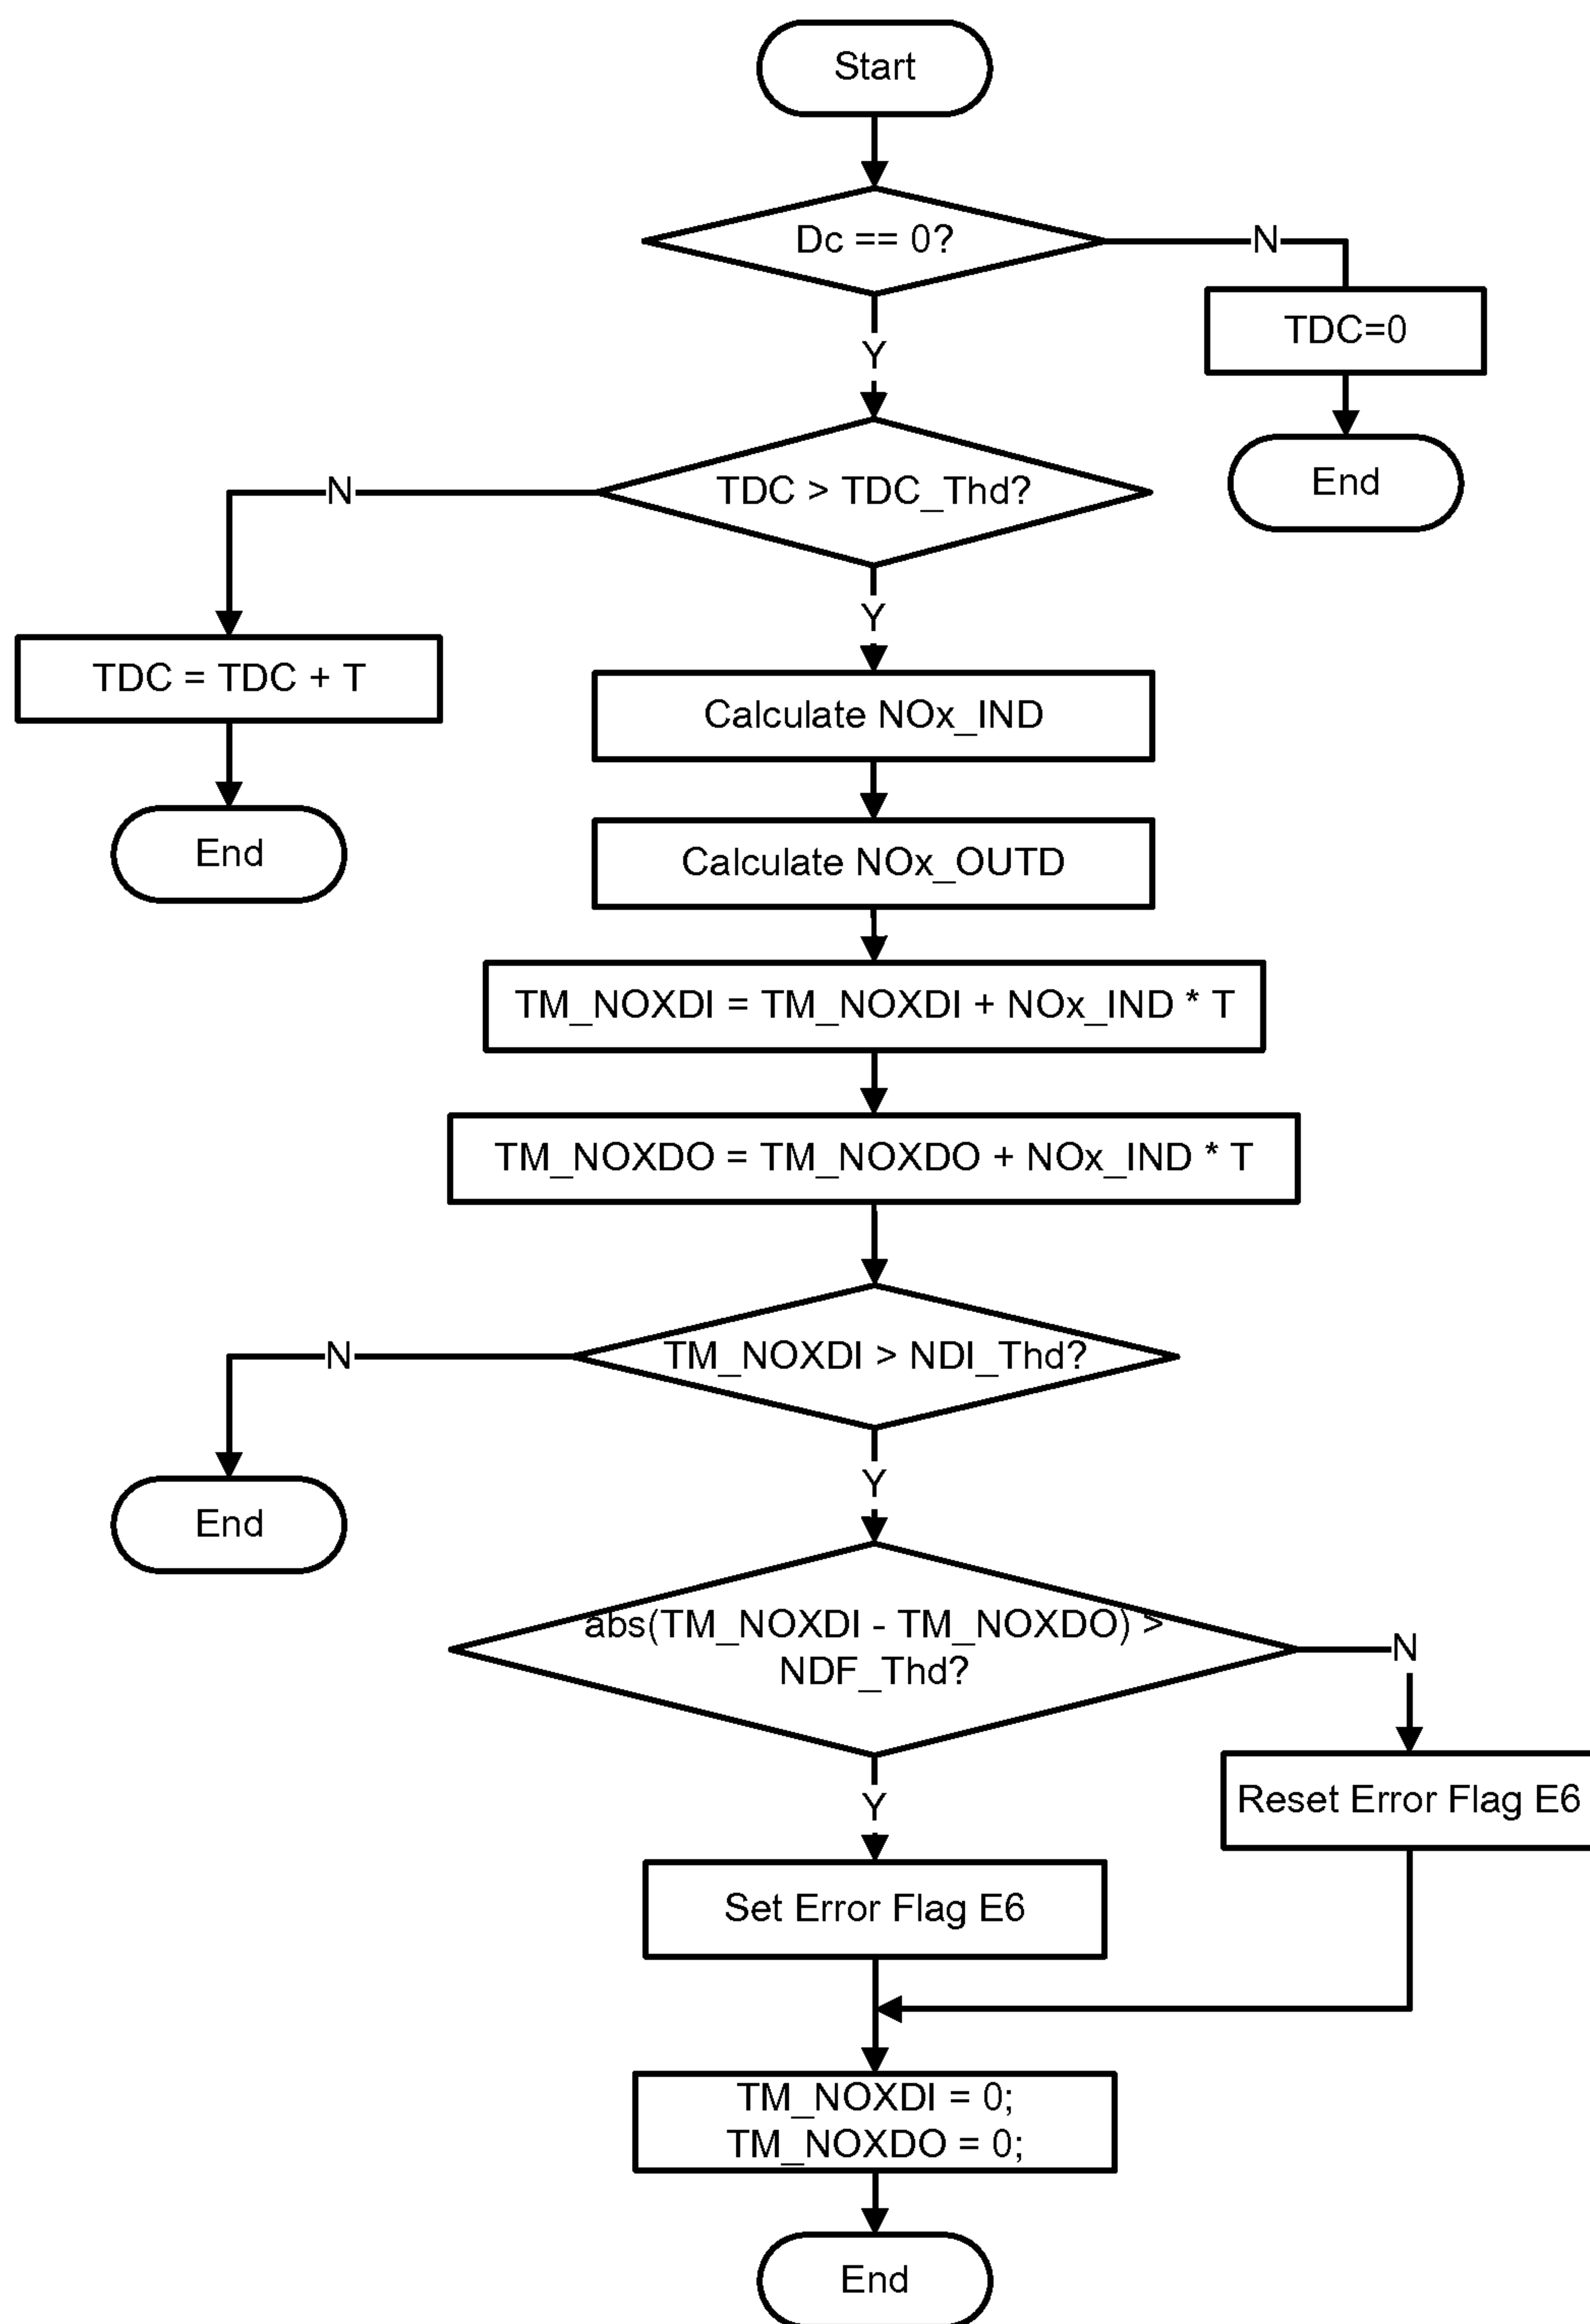 Start
Dc == 0?
N
TDC=0
Y
End
TDC > TDC_Thd?
N
Y
TDC = TDC + T
Calculate NOx_IND
End
Calculate NOx_OUTD
TM_NOXDI = TM_NOXDI + NOx_IND * T
TM_NOXDO = TM_NOXDO + NOx_IND * T
TM_NOXDI > NDI_Thd?
N
Y
End
abs(TM_NOXDI - TM_NOXDO) >
NDF_Thd?
N
Y
Reset Error Flag E6
Set Error Flag E6
TM_NOXDI = 0;
TM_NOXDO = 0;
End